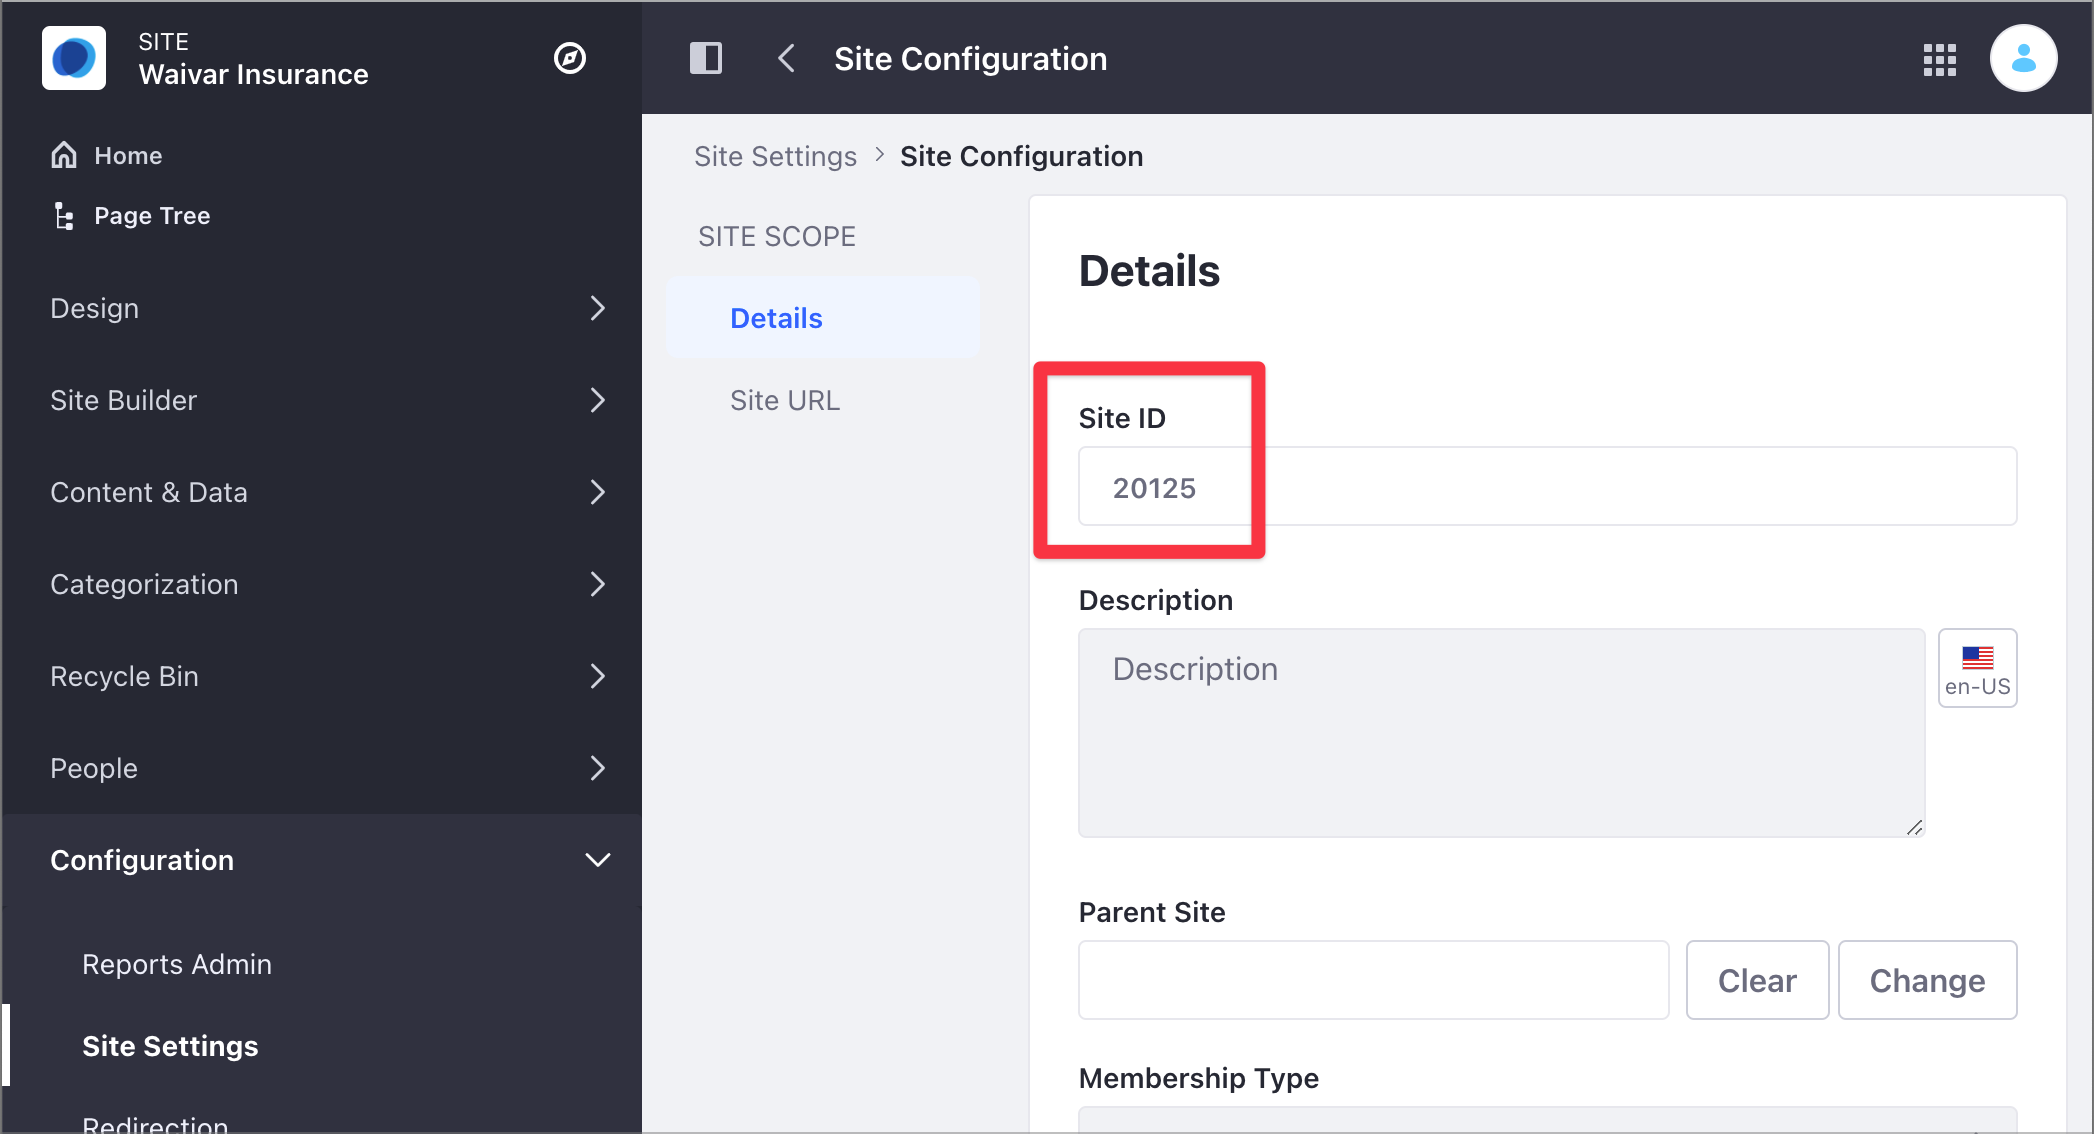 SITE
Waivar Insurance
Home
Page Tree
Design
Site Builder
Content & Data
Categorization
Recycle Bin
People
Configuration
Reports Admin
Site Settings
Redirection
Site Configuration
Site Settings > Site Configuration
SITE SCOPE
Details
Site URL
Details
Site ID
20125
Description
Description
en-US
Parent Site
Clear
Change
Membership Type